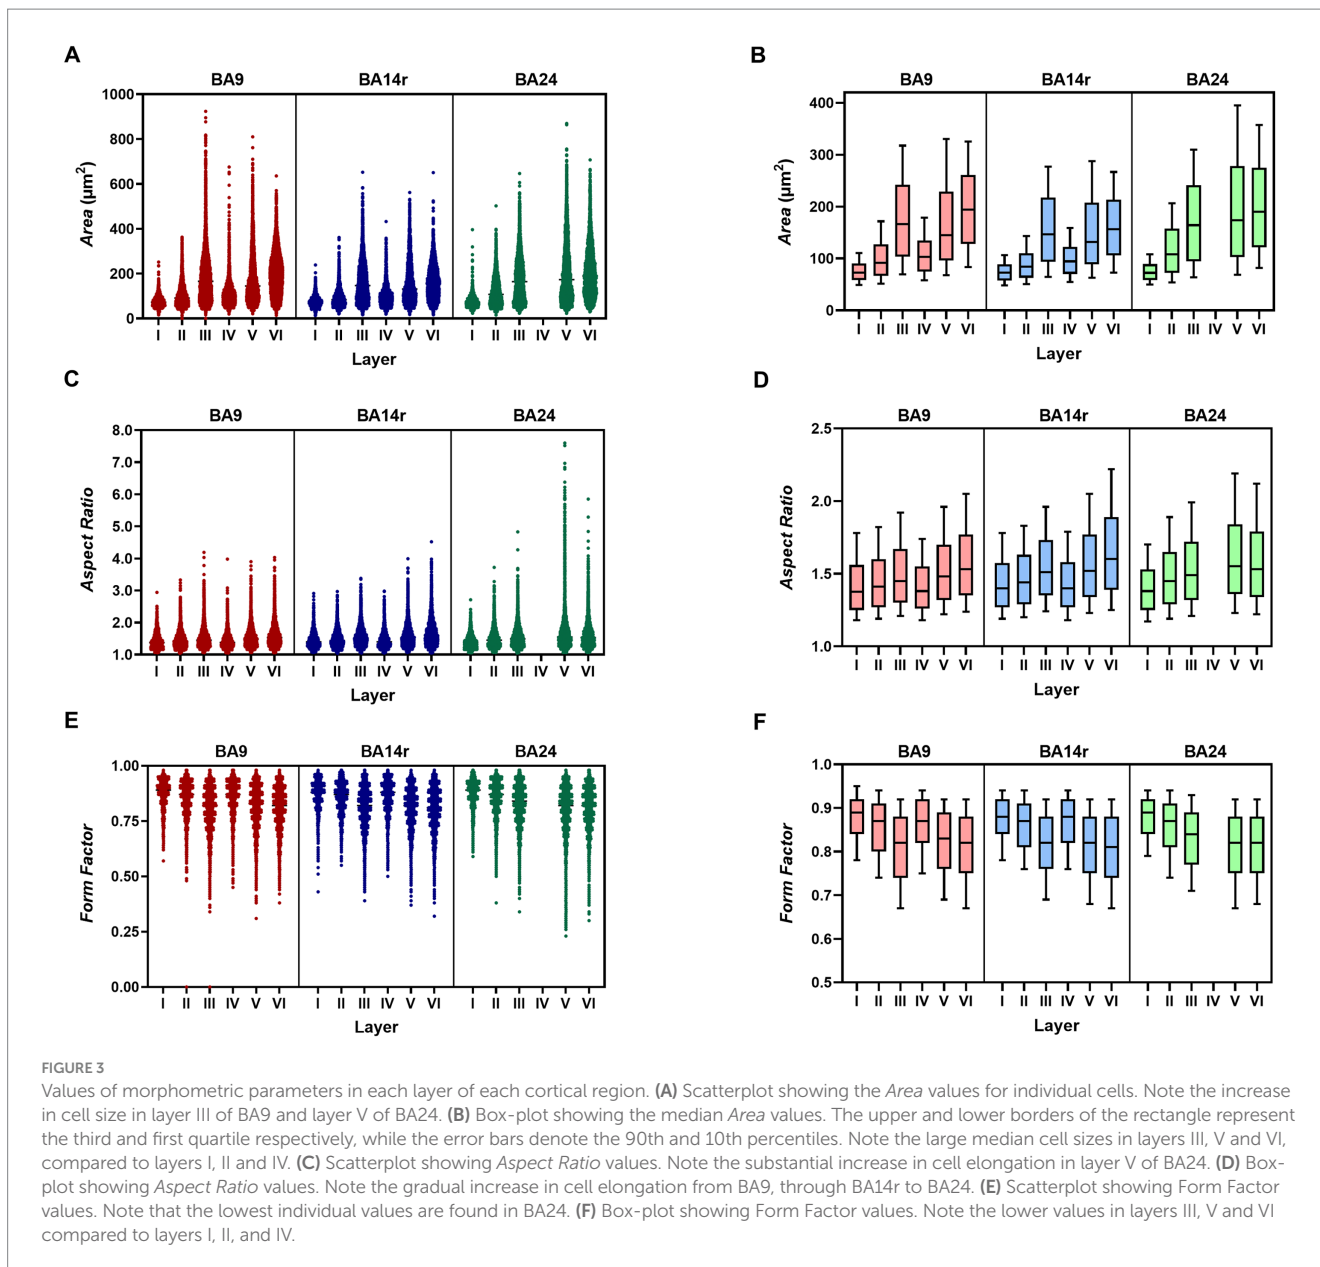 A
BA9 BA14r BA24
1000
800
600
400
200
0
Area (µm²)
I II III IV V VI I II III IV V VI I II III IV V VI
Layer
B
BA9 BA14r BA24
400
300
200
100
0
Area (µm²)
I II III IV V VI I II III IV V VI I II III IV V VI
Layer
C
BA9 BA14r BA24
8.0
7.0
6.0
5.0
4.0
3.0
2.0
1.0
Aspect Ratio
I II III IV V VI I II III IV V VI I II III IV V VI
Layer
D
BA9 BA14r BA24
2.5
2.0
1.5
1.0
Aspect Ratio
I II III IV V VI I II III IV V VI I II III IV V VI
Layer
E
BA9 BA14r BA24
1.00
0.75
0.50
0.25
0.00
Form Factor
I II III IV V VI I II III IV V VI I II III IV V VI
Layer
F
BA9 BA14r BA24
1.0
0.9
0.8
0.7
0.6
0.5
Form Factor
I II III IV V VI I II III IV V VI I II III IV V VI
Layer
FIGURE 3
Values of morphometric parameters in each layer of each cortical region. (A) Scatterplot showing the Area values for individual cells. Note the increase
in cell size in layer III of BA9 and layer V of BA24. (B) Box-plot showing the median Area values. The upper and lower borders of the rectangle represent
the third and first quartile respectively, while the error bars denote the 90th and 10th percentiles. Note the large median cell sizes in layers III, V and VI,
compared to layers I, II and IV. (C) Scatterplot showing Aspect Ratio values. Note the substantial increase in cell elongation in layer V of BA24. (D) Box-
plot showing Aspect Ratio values. Note the gradual increase in cell elongation from BA9, through BA14r to BA24. (E) Scatterplot showing Form Factor
values. Note that the lowest individual values are found in BA24. (F) Box-plot showing Form Factor values. Note the lower values in layers III, V and VI
compared to layers I, II, and IV.